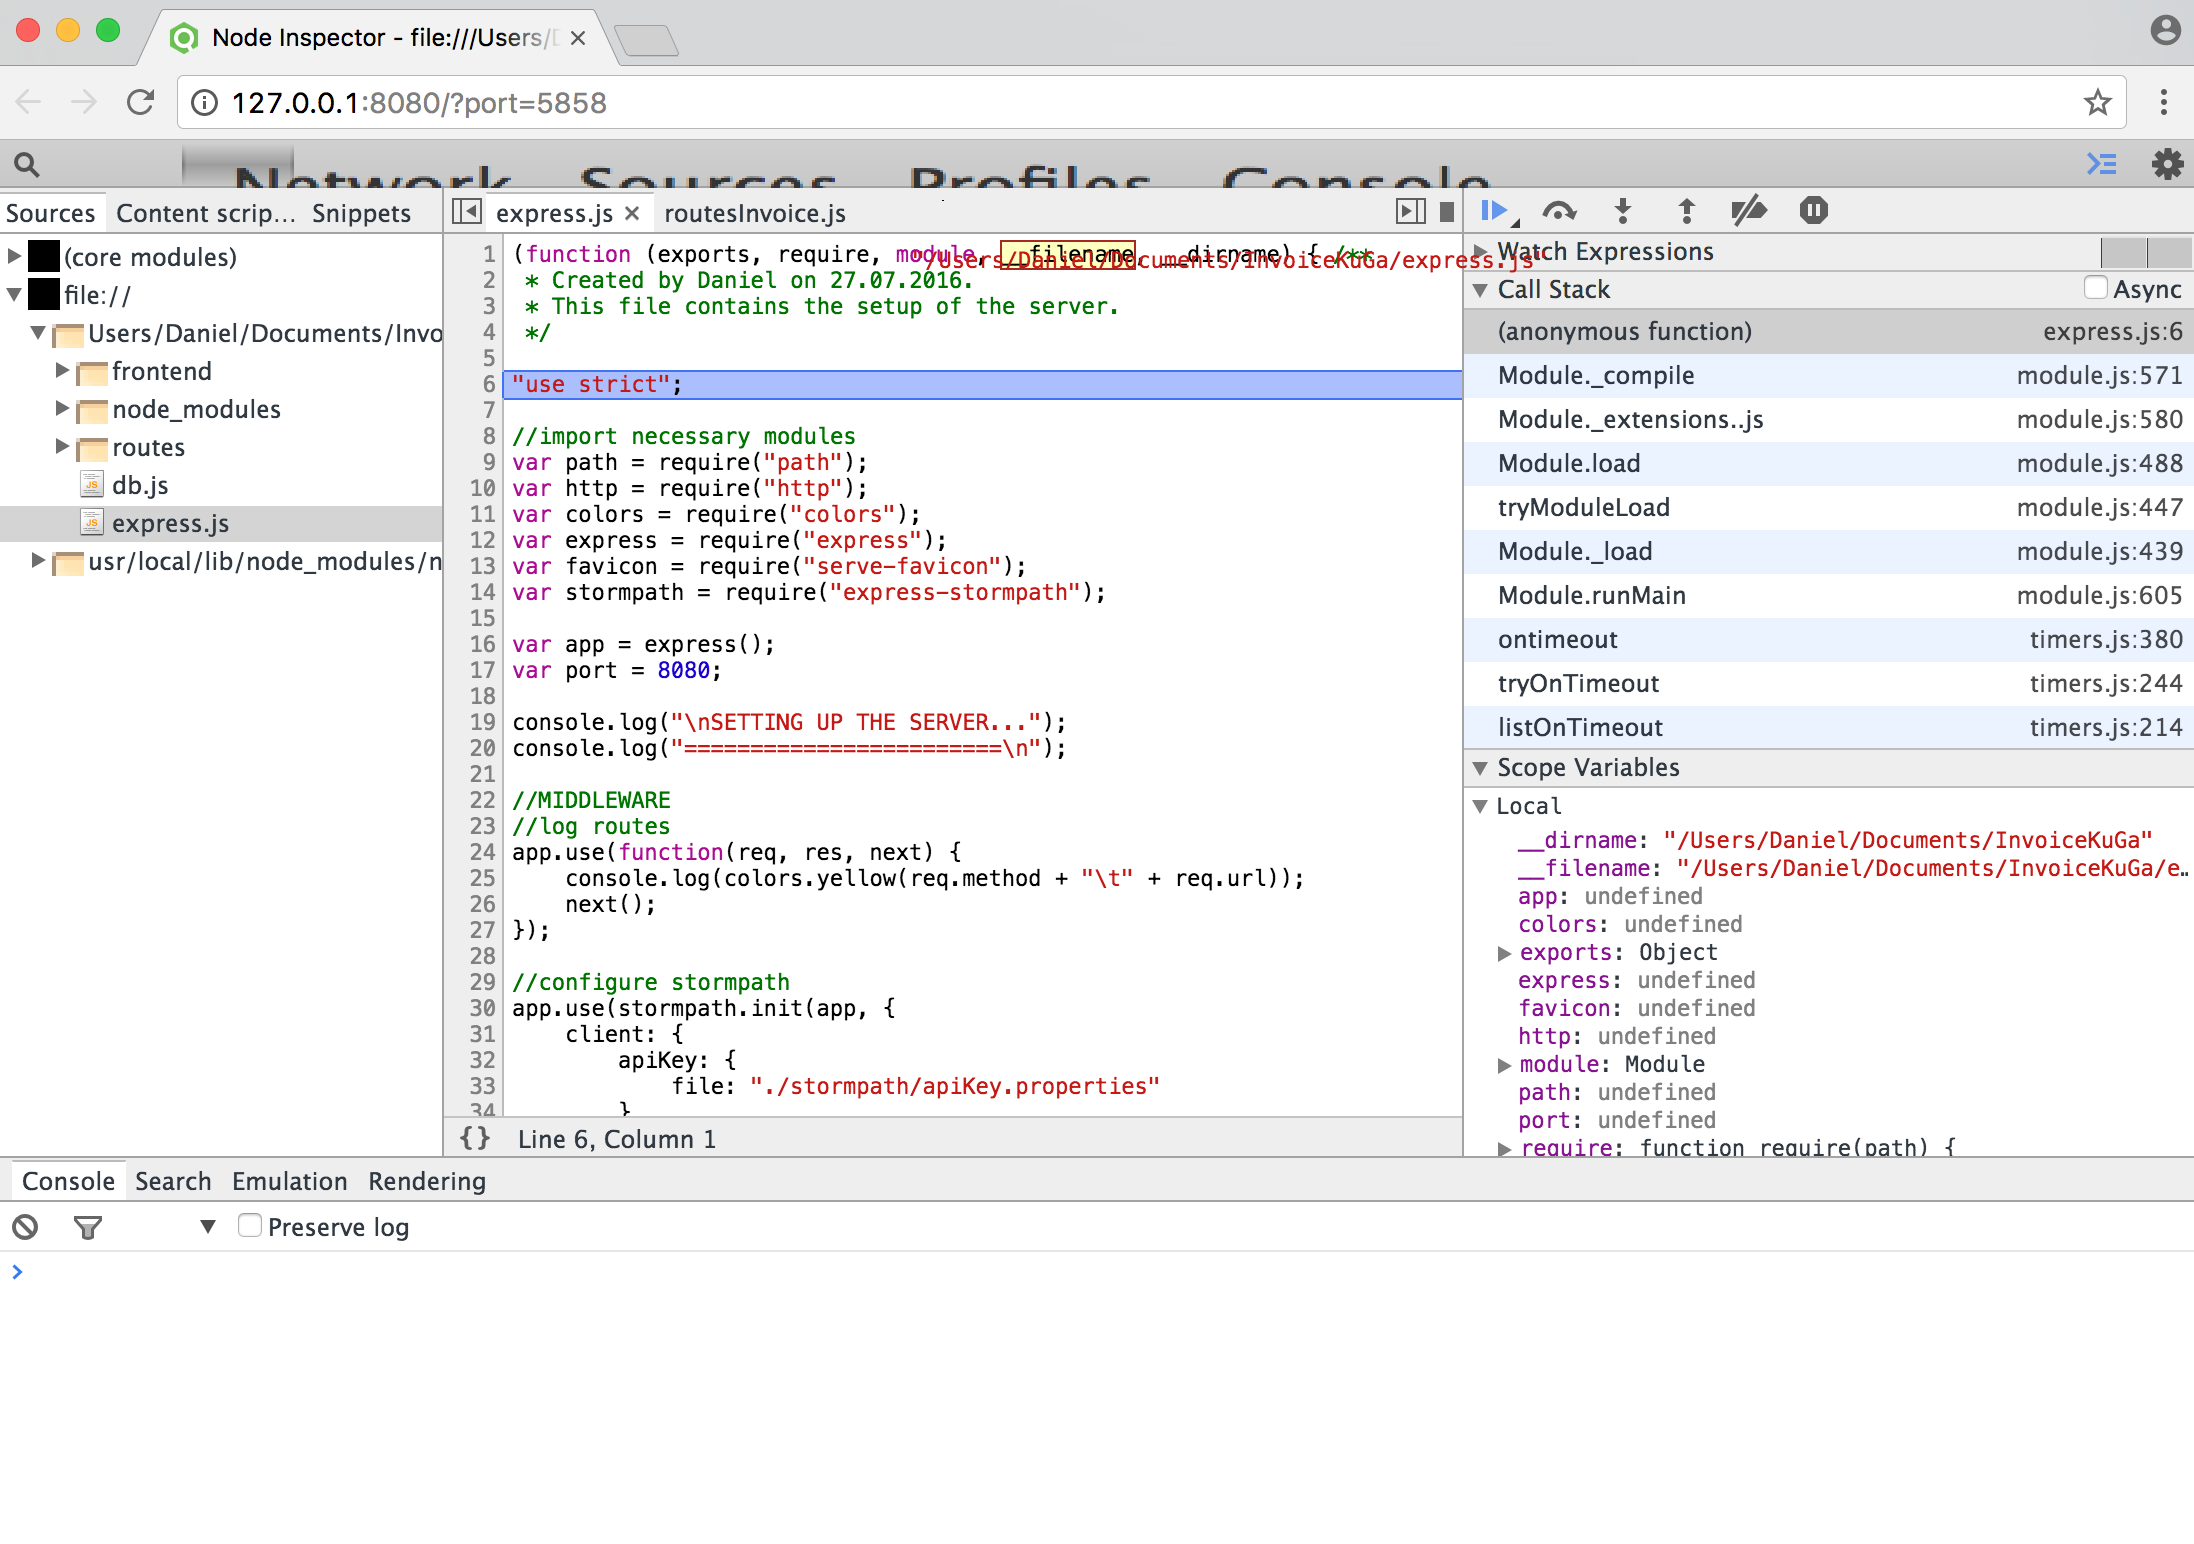 Node Inspector - file:///Users/D
127.0.0.1:8080/?port=5858
Network Sources Profiles Console
Sources Content scrip... Snippets
(core modules)
file://
Users/Daniel/Documents/Invo
frontend
node_modules
routes
db.js
express.js
usr/local/lib/node_modules/n
express.js routesInvoice.js
1 (function (exports, require, module, __filename, __dirname) { /**
"/Users/Daniel/Documents/InvoiceKuGa/express.js"
2 * Created by Daniel on 27.07.2016.
3 * This file contains the setup of the server.
4 */
5
6 "use strict";
7
8 //import necessary modules
9 var path = require("path");
10 var http = require("http");
11 var colors = require("colors");
12 var express = require("express");
13 var favicon = require("serve-favicon");
14 var stormpath = require("express-stormpath");
15
16 var app = express();
17 var port = 8080;
18
19 console.log("\nSETTING UP THE SERVER...");
20 console.log("========================\n");
21
22 //MIDDLEWARE
23 //log routes
24 app.use(function(req, res, next) {
25 console.log(colors.yellow(req.method + "\t" + req.url));
26 next();
27 });
28
29 //configure stormpath
30 app.use(stormpath.init(app, {
31 client: {
32 apiKey: {
33 file: "./stormpath/apiKey.properties"
34 }
{} Line 6, Column 1
Watch Expressions
Call Stack Async
(anonymous function) express.js:6
Module._compile module.js:571
Module._extensions..js module.js:580
Module.load module.js:488
tryModuleLoad module.js:447
Module._load module.js:439
Module.runMain module.js:605
ontimeout timers.js:380
tryOnTimeout timers.js:244
listOnTimeout timers.js:214
Scope Variables
Local
__dirname: "/Users/Daniel/Documents/InvoiceKuGa"
__filename: "/Users/Daniel/Documents/InvoiceKuGa/e…
app: undefined
colors: undefined
exports: Object
express: undefined
favicon: undefined
http: undefined
module: Module
path: undefined
port: undefined
require: function require(path) {
Console Search Emulation Rendering
Preserve log